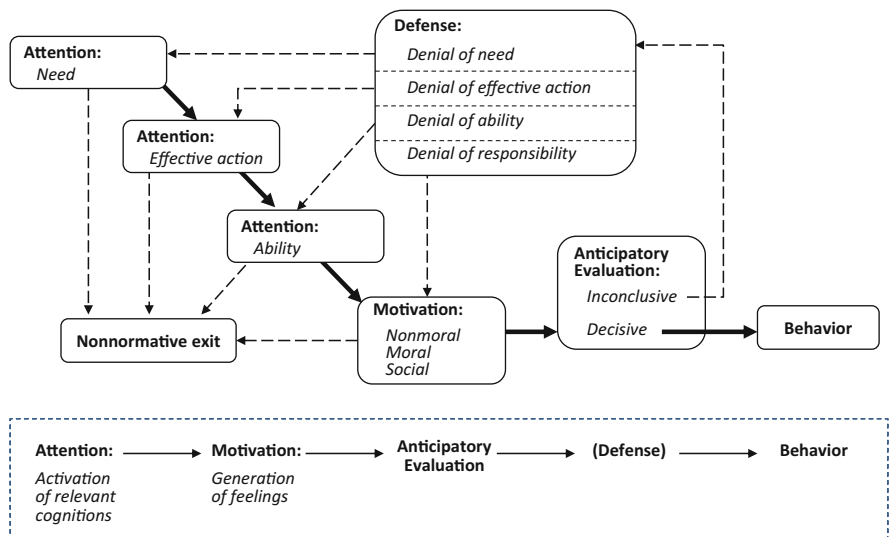 Attention:
Need
Attention:
Effective action
Attention:
Ability
Nonnormative exit
Defense:
Denial of need
Denial of effective action
Denial of ability
Denial of responsibility
Motivation:
Nonmoral
Moral
Social
Anticipatory
Evaluation:
Inconclusive
Decisive
Behavior
Attention:
Activation
of relevant
cognitions
Motivation:
Generation
of feelings
Anticipatory
Evaluation
(Defense)
Behavior